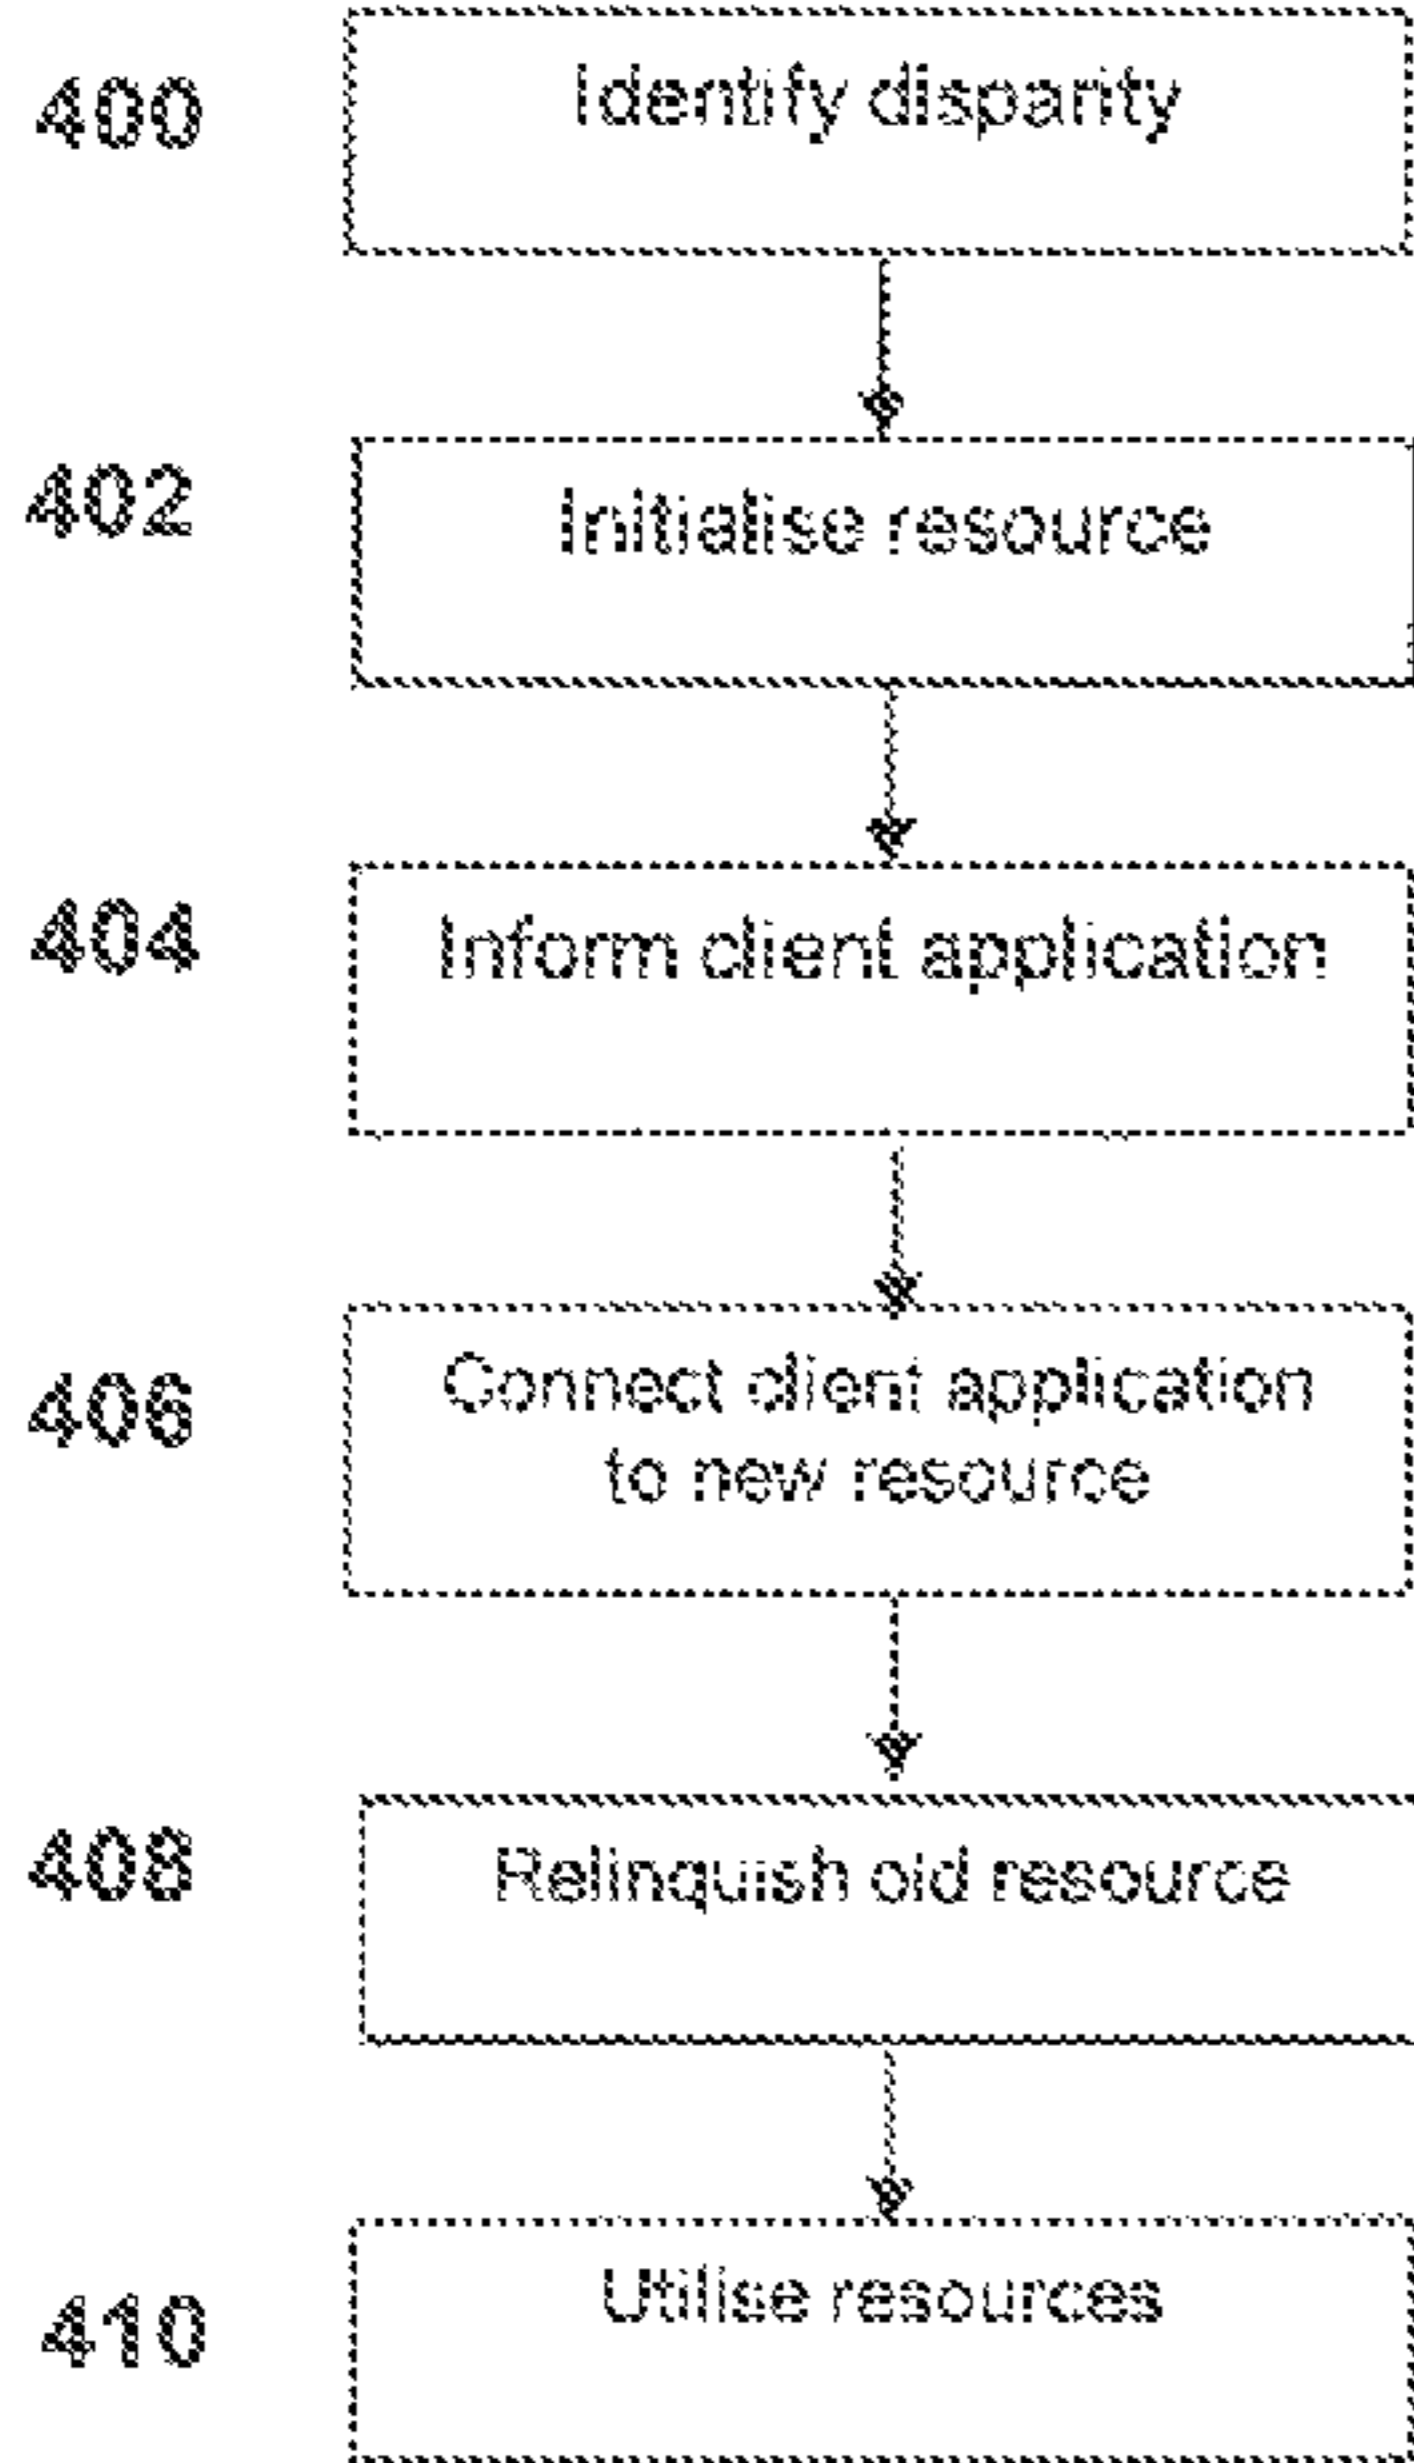 400
Identify disparity
402
Initialise resource
404
Inform client application
406
Connect client application
to new resource
408
Relinquish old resource
410
Utilise resources